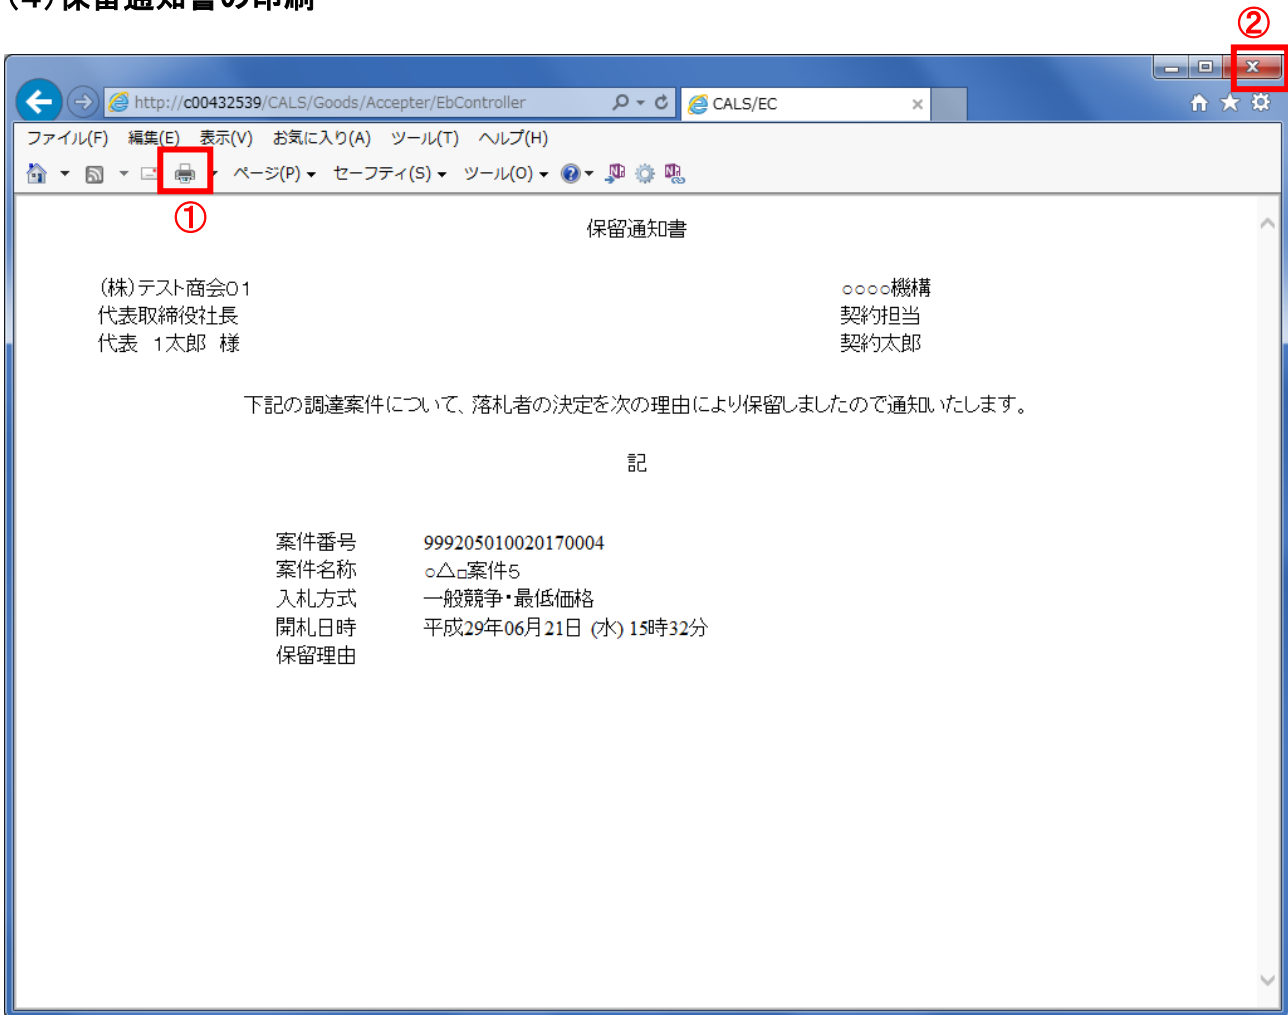 (4)保留通知書の印刷
②
http://c00432539/CALS/Goods/Accepter/EbController
CALS/EC
ファイル(F) 編集(E) 表示(V) お気に入り(A) ツール(T) ヘルプ(H)
ページ(P) セーフティ(S) ツール(O)
①
保留通知書
(株)テスト商会01 ○○○○機構
代表取締役社長 契約担当
代表 1太郎 様 契約太郎
下記の調達案件について、落札者の決定を次の理由により保留しましたので通知いたします。
記
案件番号 999205010020170004
案件名称 ○△□案件5
入札方式 一般競争・最低価格
開札日時 平成29年06月21日 (水) 15時32分
保留理由